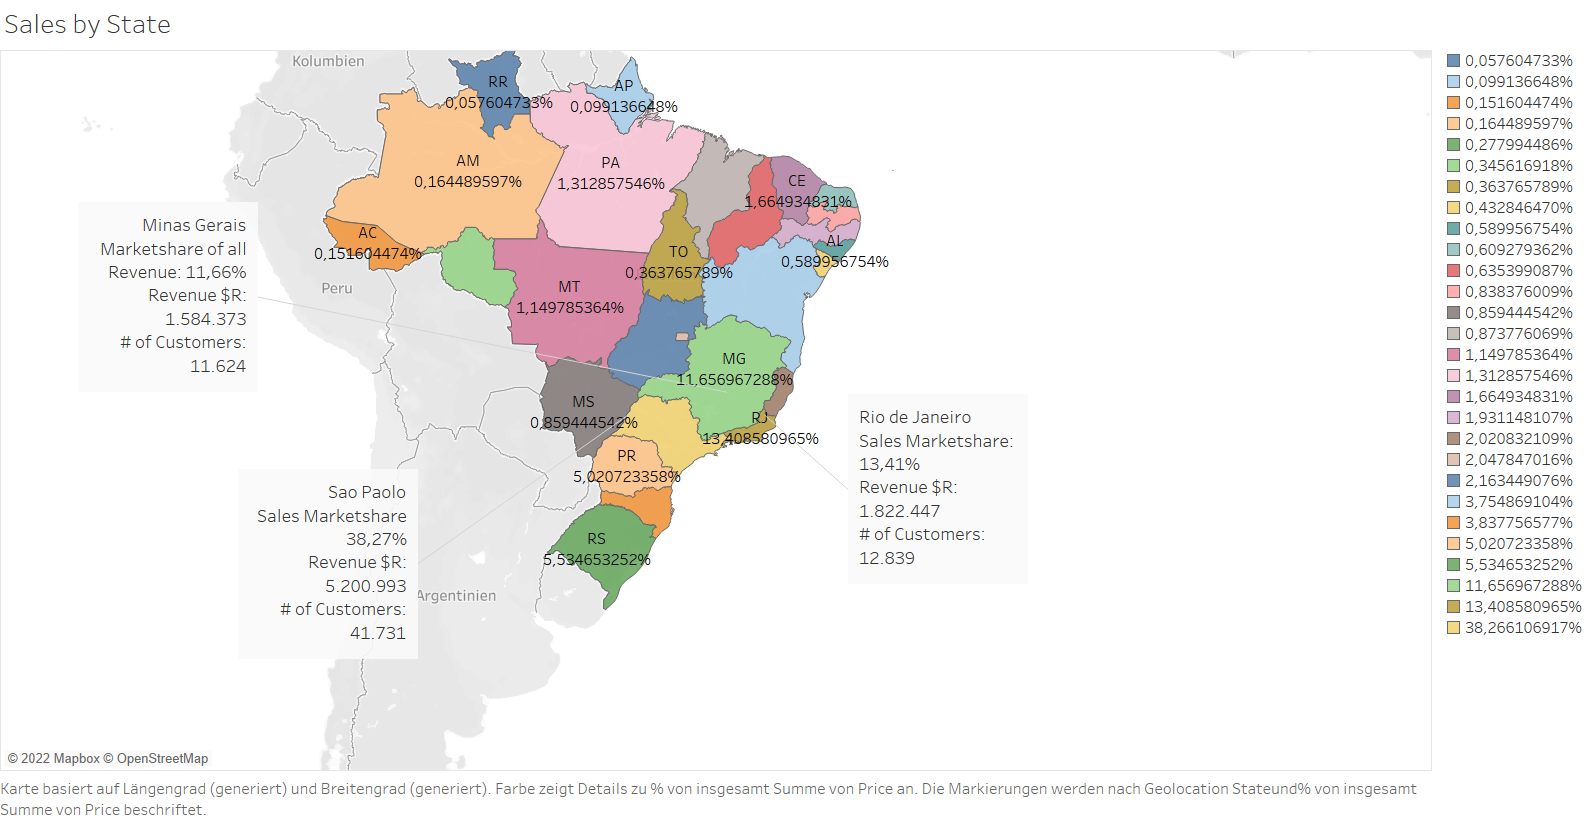 Sales by State
Kolumbien
RR
0,057604733%
AP
0,099136648%
AM
0,164489597%
PA
1,312857546%
CE
1,664934831%
AC
0,151604474%
TO
0,363765789%
AL
0,589956754%
Peru
MT
1,149785364%
Minas Gerais
Marketshare of all
Revenue: 11,66%
Revenue $R:
1.584.373
# of Customers:
11.624
MG
11,656967288%
MS
0,859444542%
RJ
13,408580965%
PR
5,020723358%
Rio de Janeiro
Sales Marketshare:
13,41%
Revenue $R:
1.822.447
# of Customers:
12.839
Sao Paolo
Sales Marketshare
38,27%
Revenue $R:
5.200.993
# of Customers:
41.731
RS
5,534653252%
Argentinien
© 2022 Mapbox © OpenStreetMap
0,057604733%
0,099136648%
0,151604474%
0,164489597%
0,277994486%
0,345616918%
0,363765789%
0,432846470%
0,589956754%
0,609279362%
0,635399087%
0,838376009%
0,859444542%
0,873776069%
1,149785364%
1,312857546%
1,664934831%
1,931148107%
2,020832109%
2,047847016%
2,163449076%
3,754869104%
3,837756577%
5,020723358%
5,534653252%
11,656967288%
13,408580965%
38,266106917%
Karte basiert auf Längengrad (generiert) und Breitengrad (generiert). Farbe zeigt Details zu % von insgesamt Summe von Price an. Die Markierungen werden nach Geolocation Stateund% von insgesamt
Summe von Price beschriftet.